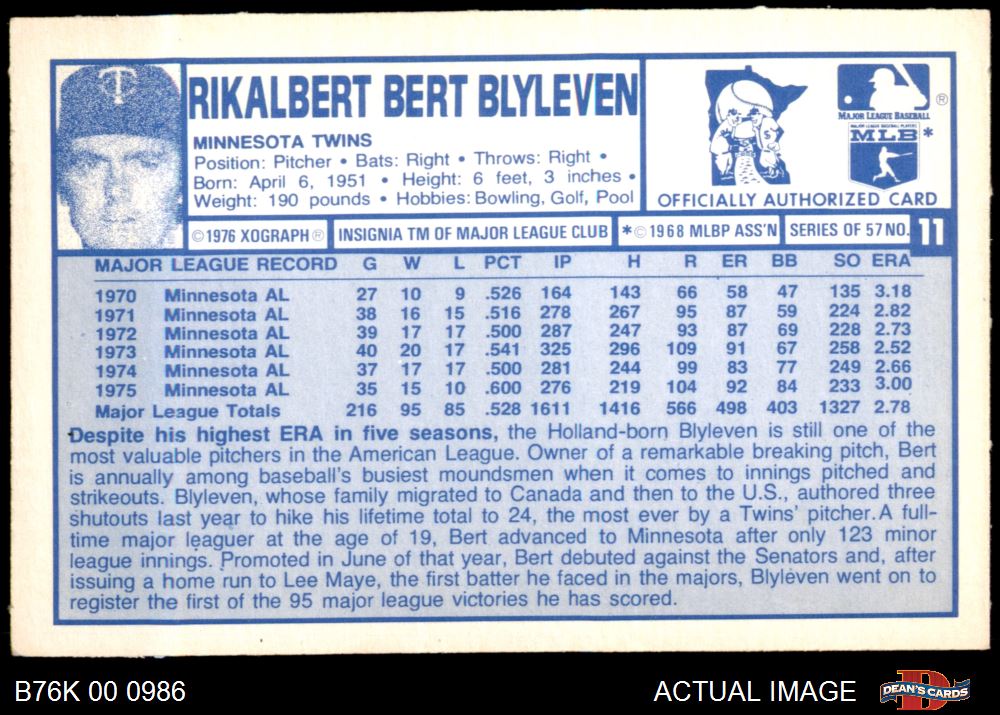 RIKALBERT BERT BLYLEVEN
MINNESOTA TWINS
Position: Pitcher • Bats: Right • Throws: Right •
Born: April 6, 1951 • Height: 6 feet, 3 inches •
Weight: 190 pounds • Hobbies: Bowling, Golf, Pool
MAJOR LEAGUE BASEBALL
®
MLB *
OFFICIALLY AUTHORIZED CARD
©1976 XOGRAPH® INSIGNIA TM OF MAJOR LEAGUE CLUB *©1968 MLBP ASS'N SERIES OF 57 NO. 11
MAJOR LEAGUE RECORD G W L PCT IP H R ER BB SO ERA
1970 Minnesota AL 27 10 9 .526 164 143 66 58 47 135 3.18
1971 Minnesota AL 38 16 15 .516 278 267 95 87 59 224 2.82
1972 Minnesota AL 39 17 17 .500 287 247 93 87 69 228 2.73
1973 Minnesota AL 40 20 17 .541 325 296 109 91 67 258 2.52
1974 Minnesota AL 37 17 17 .500 281 244 99 83 77 249 2.66
1975 Minnesota AL 35 15 10 .600 276 219 104 92 84 233 3.00
Major League Totals 216 95 85 .528 1611 1416 566 498 403 1327 2.78
Despite his highest ERA in five seasons, the Holland-born Blyleven is still one of the
most valuable pitchers in the American League. Owner of a remarkable breaking pitch, Bert
is annually among baseball's busiest moundsmen when it comes to innings pitched and
strikeouts. Blyleven, whose family migrated to Canada and then to the U.S., authored three
shutouts last year to hike his lifetime total to 24, the most ever by a Twins' pitcher. A full-
time major leaguer at the age of 19, Bert advanced to Minnesota after only 123 minor
league innings. Promoted in June of that year, Bert debuted against the Senators and, after
issuing a home run to Lee Maye, the first batter he faced in the majors, Blyleven went on to
register the first of the 95 major league victories he has scored.
B76K 00 0986 ACTUAL IMAGE DEAN'S CARDS